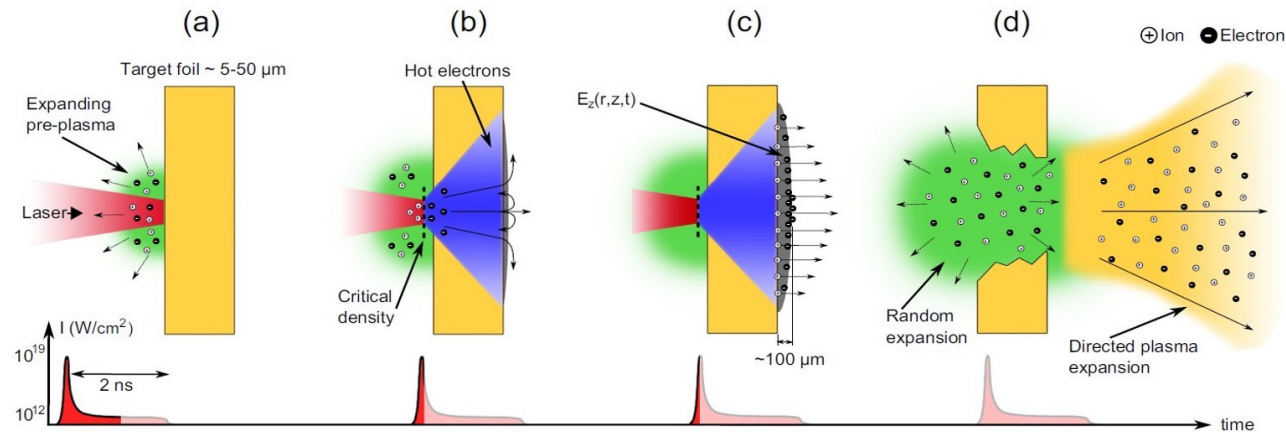 (a)
(b)
(c)
(d)
⊕Ion ⊖Electron
Target foil ~ 5-50 μm
Expanding
pre-plasma
Laser
Hot electrons
Critical
density
E_z(r,z,t)
~100 μm
Random
expansion
Directed plasma
expansion
I (W/cm²)
10¹⁹
2 ns
10¹²
time